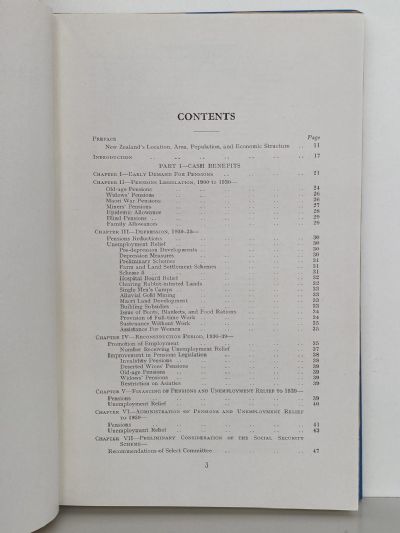 CONTENTS
PREFACE Page
New Zealand's Location, Area, Population, and Economic Structure .. 11
INTRODUCTION .. .. .. .. .. .. .. 17
PART I—CASH BENEFITS
CHAPTER I—EARLY DEMAND FOR PENSIONS .. .. .. .. 21
CHAPTER II—PENSIONS LEGISLATION, 1900 TO 1930—
Old-age Pensions .. .. .. .. .. .. 24
Widows' Pensions .. .. .. .. .. .. 26
Maori War Pensions .. .. .. .. .. .. 26
Miners' Pensions .. .. .. .. .. .. 27
Epidemic Allowance .. .. .. .. .. .. 28
Blind Pensions .. .. .. .. .. .. 29
Family Allowances .. .. .. .. .. .. 29
CHAPTER III—DEPRESSION, 1930-35—
Pensions Reductions .. .. .. .. .. .. 30
Unemployment Relief .. .. .. .. .. .. 30
Pre-depression Developments .. .. .. .. .. 30
Depression Measures .. .. .. .. .. .. 30
Preliminary Schemes .. .. .. .. .. .. 31
Farm and Land Settlement Schemes .. .. .. .. 31
Scheme 5 .. .. .. .. .. .. 31
Hospital Board Relief .. .. .. .. .. .. 32
Clearing Rabbit-infested Lands .. .. .. .. .. 32
Single Men's Camps .. .. .. .. .. .. 33
Alluvial Gold Mining .. .. .. .. .. .. 33
Maori Land Development .. .. .. .. .. 33
Building Subsidies .. .. .. .. .. .. 33
Issue of Boots, Blankets, and Food Rations .. .. .. 34
Provision of Full-time Work .. .. .. .. .. 34
Sustenance Without Work .. .. .. .. .. 35
Assistance For Women .. .. .. .. .. .. 35
CHAPTER IV—RECONSTRUCTION PERIOD, 1936-39—
Promotion of Employment .. .. .. .. .. 35
Number Receiving Unemployment Relief .. .. .. .. 37
Improvement in Pensions Legislation .. .. .. .. 38
Invalidity Pensions .. .. .. .. .. .. 38
Deserted Wives' Pensions .. .. .. .. .. 39
Old-age Pensions .. .. .. .. .. .. 39
Widows' Pensions .. .. .. .. .. .. 39
Restriction on Asiatics .. .. .. .. .. 39
CHAPTER V—FINANCING OF PENSIONS AND UNEMPLOYMENT RELIEF TO 1939—
Pensions .. .. .. .. .. .. .. 39
Unemployment Relief .. .. .. .. .. .. 40
CHAPTER VI—ADMINISTRATION OF PENSIONS AND UNEMPLOYMENT RELIEF
TO 1939—
Pensions .. .. .. .. .. .. .. 41
Unemployment Relief .. .. .. .. .. .. 43
CHAPTER VII—PRELIMINARY CONSIDERATION OF THE SOCIAL SECURITY
SCHEME—
Recommendations of Select Committee .. .. .. .. 47
3